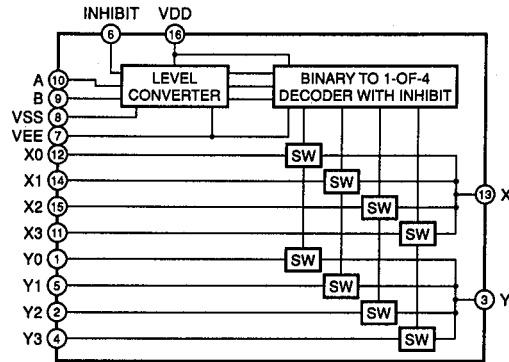 INHIBIT VDD
6 16
A 10
B 9
VSS 8
VEE 7
LEVEL
CONVERTER
BINARY TO 1-OF-4
DECODER WITH INHIBIT
X0 12 SW
X1 14 SW
X2 15 SW
X3 11 SW
13 X
Y0 1 SW
Y1 5 SW
Y2 2 SW
Y3 4 SW
3 Y